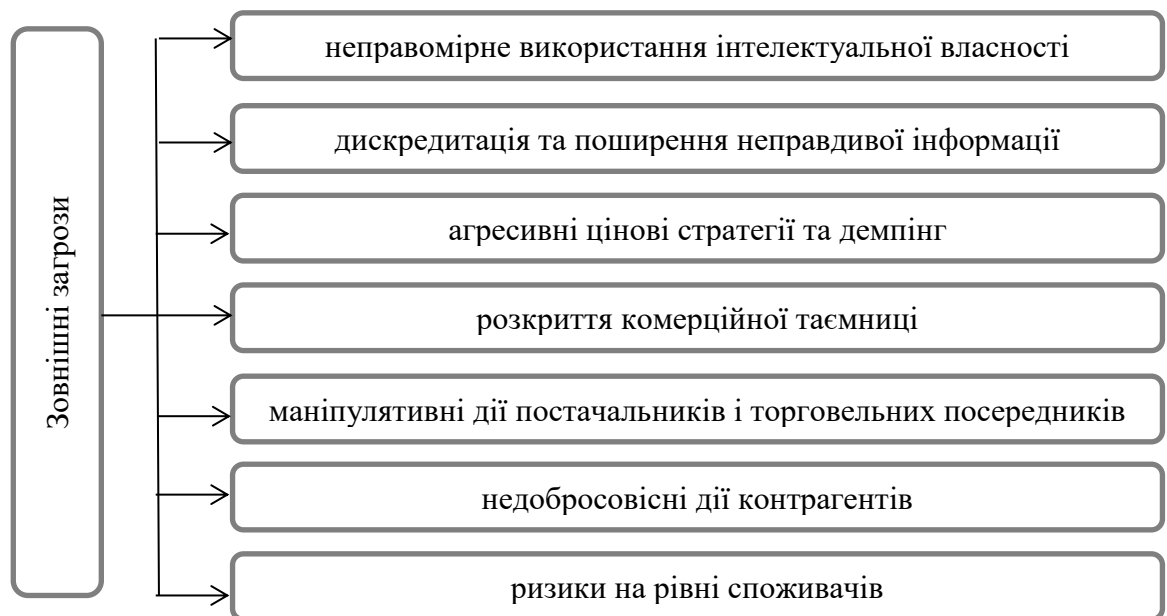 Зовнішні загрози
неправомірне використання інтелектуальної власності
дискредитація та поширення неправдивої інформації
агресивні цінові стратегії та демпінг
розкриття комерційної таємниці
маніпулятивні дії постачальників і торговельних посередників
недобросовісні дії контрагентів
ризики на рівні споживачів